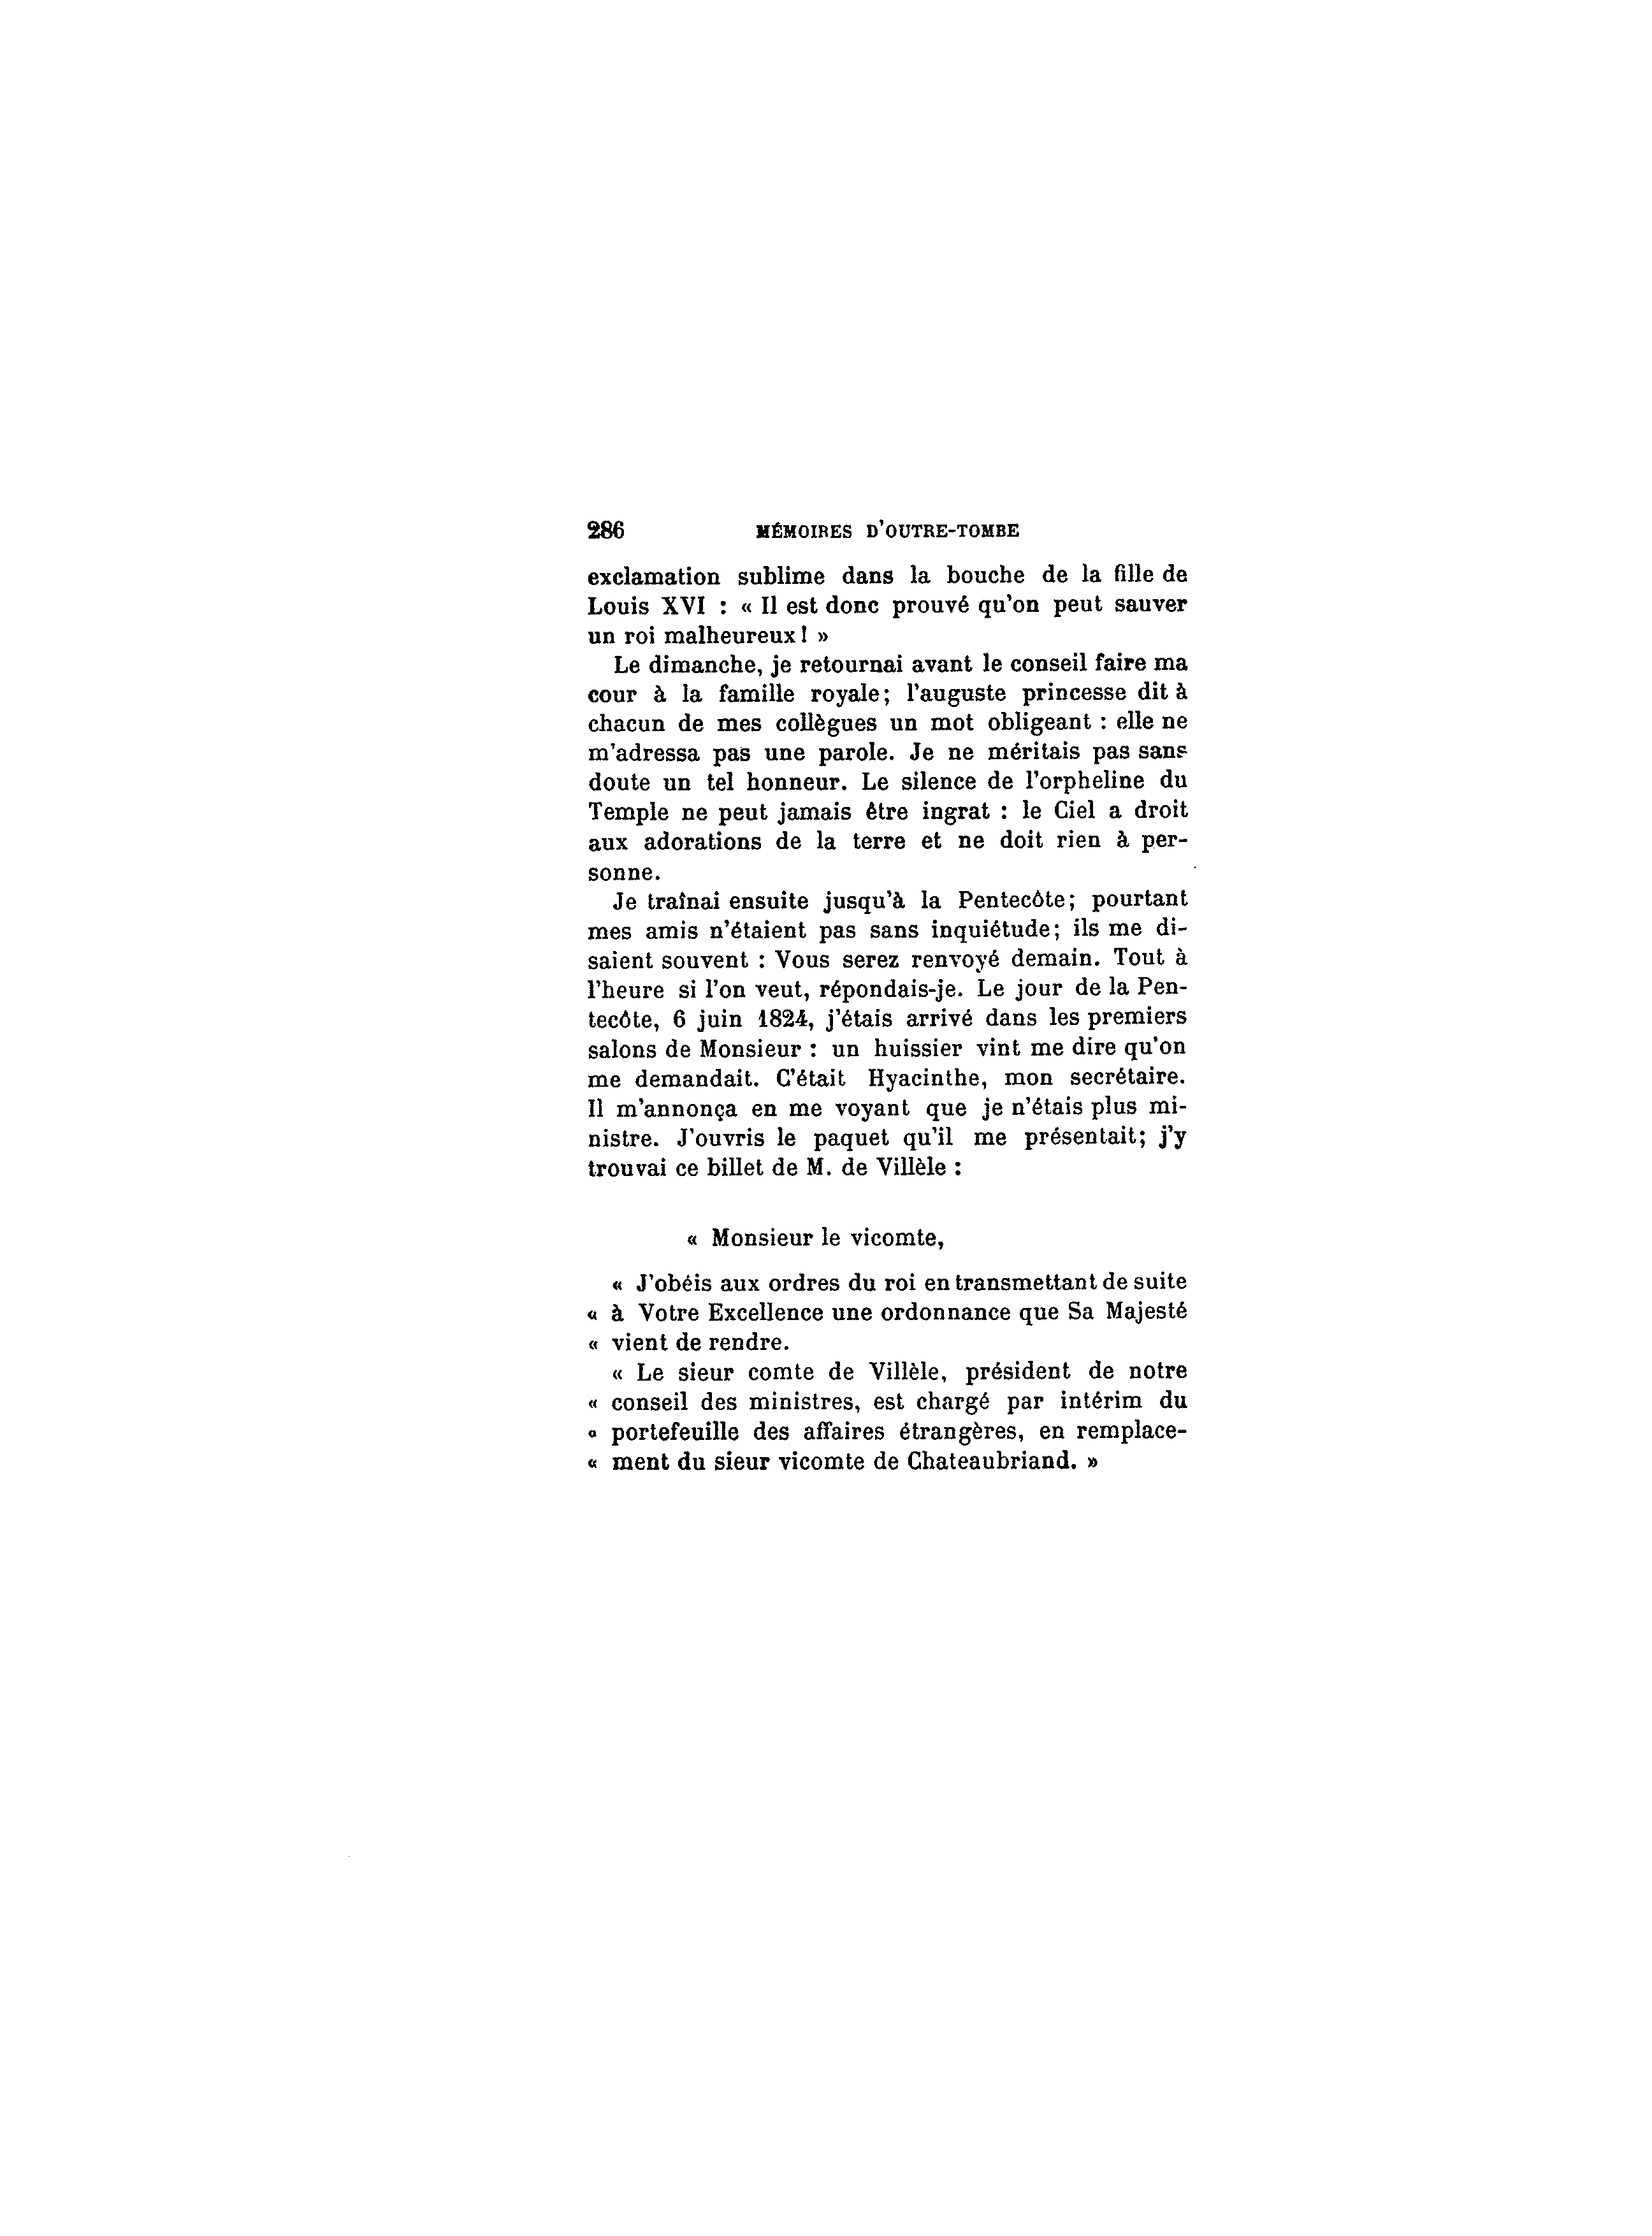 286 MÉMOIRES D'OUTRE-TOMBE
exclamation sublime dans la bouche de la fille de
Louis XVI : « Il est donc prouvé qu'on peut sauver
un roi malheureux! »
Le dimanche, je retournai avant le conseil faire ma
cour à la famille royale; l'auguste princesse dit à
chacun de mes collègues un mot obligeant : elle ne
m'adressa pas une parole. Je ne méritais pas sans
doute un tel honneur. Le silence de l'orpheline du
Temple ne peut jamais être ingrat : le Ciel a droit
aux adorations de la terre et ne doit rien à per-
sonne.
Je traînai ensuite jusqu'à la Pentecôte; pourtant
mes amis n'étaient pas sans inquiétude; ils me di-
saient souvent : Vous serez renvoyé demain. Tout à
l'heure si l'on veut, répondais-je. Le jour de la Pen-
tecôte, 6 juin 1824, j'étais arrivé dans les premiers
salons de Monsieur : un huissier vint me dire qu'on
me demandait. C'était Hyacinthe, mon secrétaire.
Il m'annonça en me voyant que je n'étais plus mi-
nistre. J'ouvris le paquet qu'il me présentait; j'y
trouvai ce billet de M. de Villèle :
« Monsieur le vicomte,
« J'obéis aux ordres du roi en transmettant de suite
« à Votre Excellence une ordonnance que Sa Majesté
« vient de rendre.
« Le sieur comte de Villèle, président de notre
« conseil des ministres, est chargé par intérim du
« portefeuille des affaires étrangères, en remplace-
« ment du sieur vicomte de Chateaubriand. »